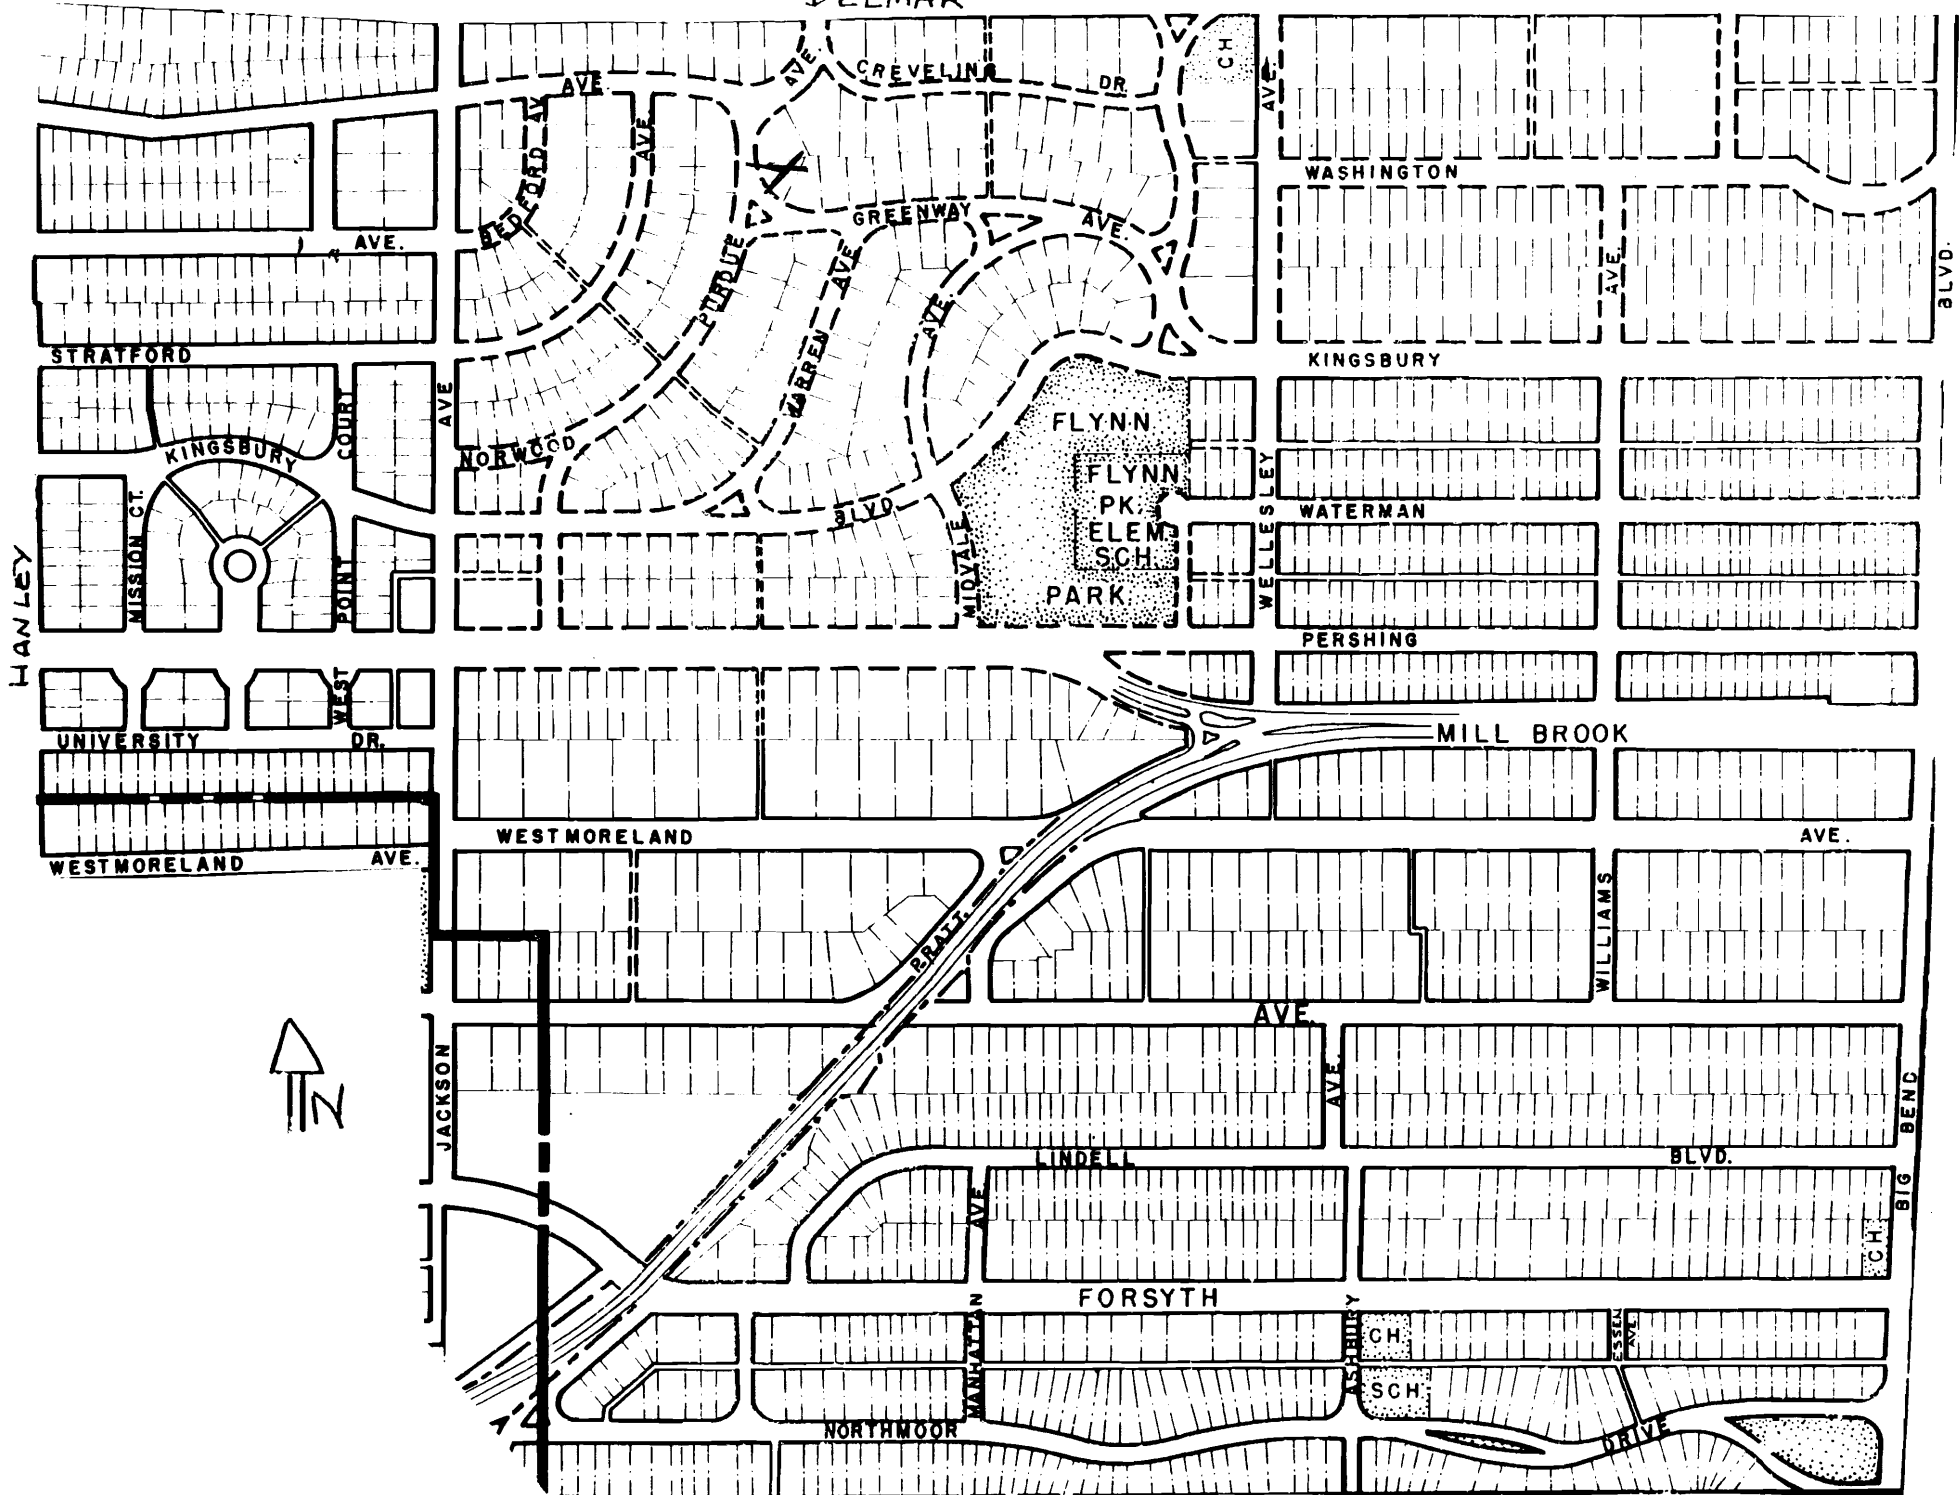 DELMAR
CH
AVE.
CREVELING
DR.
AVE.
AVE.
BEDFORD AV.
AVE.
WASHINGTON
GREENWAY
AVE.
AVE.
PURDUE
AVE.
AVE.
AVE.
BLVD.
STRATFORD
KINGSBURY
WARREN
AVE
COURT
FLYNN
NORWOOD
KINGSBURY
FLYNN
PK.
ELEM.
SCH.
PARK
WELLESLEY
WATERMAN
BLVD.
MISSION CT.
MIDVALE
HANLEY
POINT
PERSHING
WEST
UNIVERSITY DR.
MILL BROOK
WESTMORELAND
AVE.
WESTMORELAND AVE.
WILLIAMS
PRATT
AVE.
N
JACKSON
AVE.
BIG BEND
LINDELL
BLVD.
AVE.
CH
FORSYTH
MANHATTAN
ASHBURY
CH
ESSEX AVE.
SCH
NORTHMOOR
DRIVE